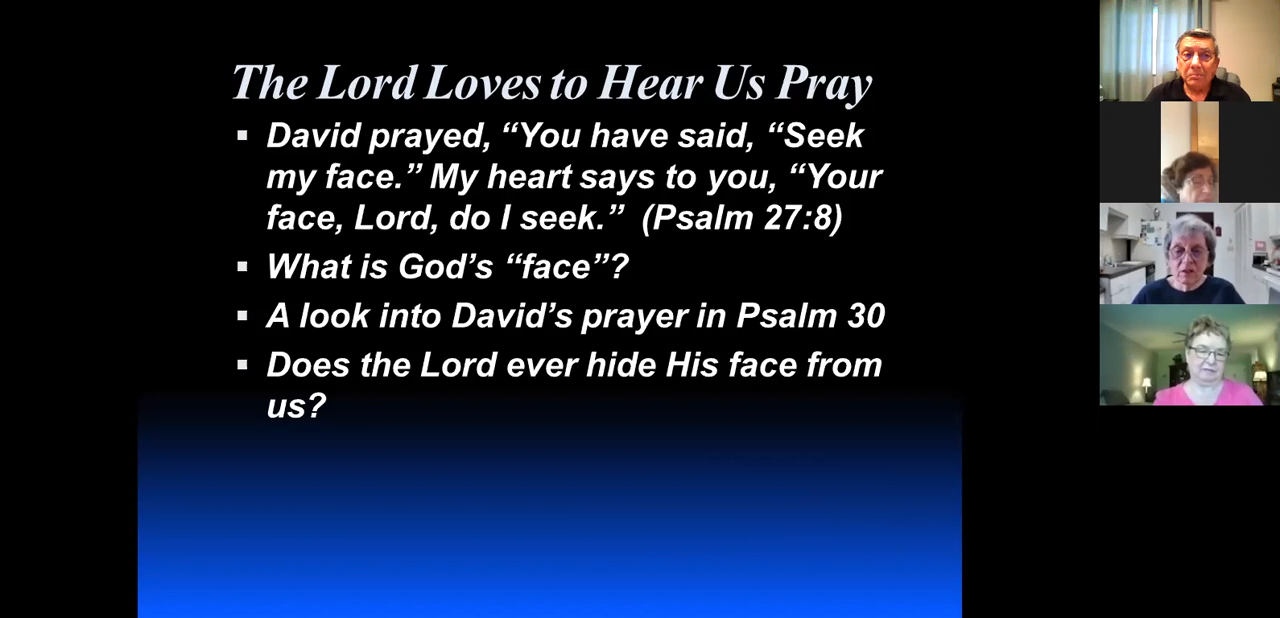 The Lord Loves to Hear Us Pray
▪ David prayed, “You have said, “Seek
my face.” My heart says to you, “Your
face, Lord, do I seek.” (Psalm 27:8)
▪ What is God’s “face”?
▪ A look into David’s prayer in Psalm 30
▪ Does the Lord ever hide His face from
us?